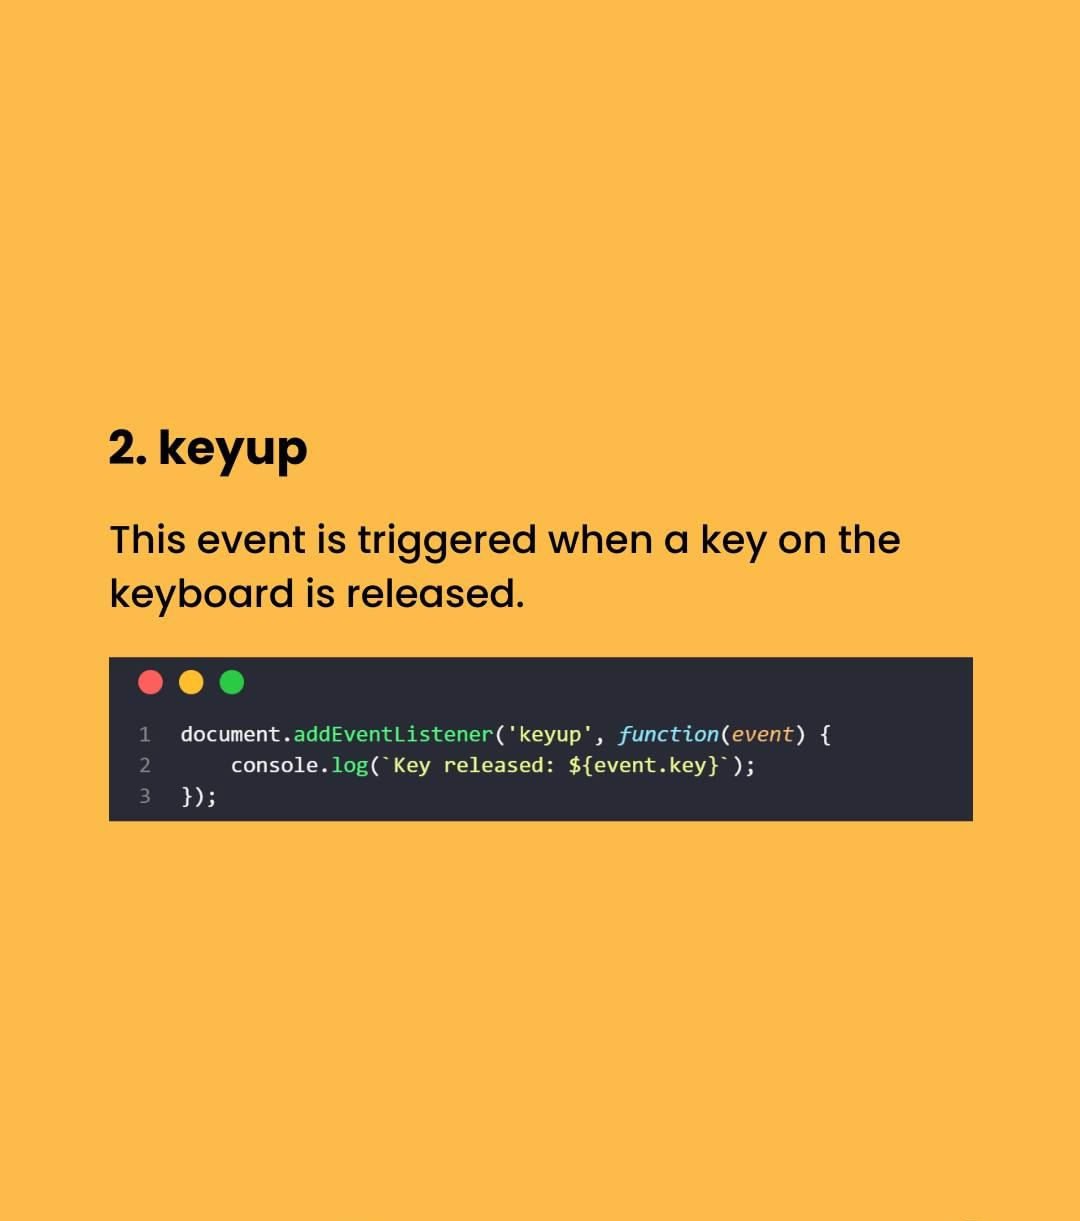 2. keyup
This event is triggered when a key on the
keyboard is released.
1 document.addEventListener('keyup', function(event) {
2     console.log(`Key released: ${event.key}`);
3 });